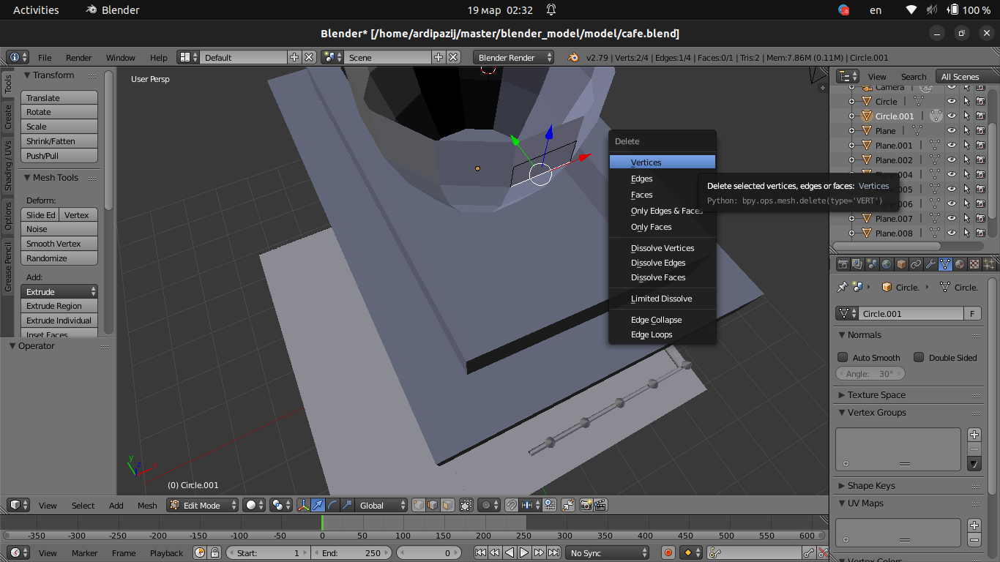 Activities Blender 19 мар 02:32 en 100 %
Blender* [/home/ardipazij/master/blender_model/model/cafe.blend]
File Render Window Help Default Scene Blender Render v2.79 | Verts:2/4 | Edges:1/4 | Faces:0/1 | Tris:2 | Mem:7.86M (0.11M) | Circle.001
Tools
Create
Shading / UVs
Options
Grease Pencil
Transform
Translate
Rotate
Scale
Shrink/Fatten
Push/Pull
Mesh Tools
Deform:
Slide Ed Vertex
Noise
Smooth Vertex
Randomize
Add:
Extrude
Extrude Region
Extrude Individual
Inset Faces
Operator
User Persp
y
z
x
(0) Circle.001
Delete
Vertices
Edges
Faces
Only Edges & Faces
Only Faces
Dissolve Vertices
Dissolve Edges
Dissolve Faces
Limited Dissolve
Edge Collapse
Edge Loops
Delete selected vertices, edges or faces: Vertices
Python: bpy.ops.mesh.delete(type='VERT')
View Search All Scenes
Camera
Circle
Circle.001
Plane
Plane.001
Plane.002
Plane.004
.005
.006
Plane.007
Plane.008
Circle. Circle.
Circle.001 F
Normals
Auto Smooth Double Sided
Angle: 30°
Texture Space
Vertex Groups
Shape Keys
UV Maps
Vertex Colors
View Select Add Mesh Edit Mode Global
-350 -300 -250 -200 -150 -100 -50 0 50 100 150 200 250 300 350 400 450 500 550 600
View Marker Frame Playback Start: 1 End: 250 0 No Sync